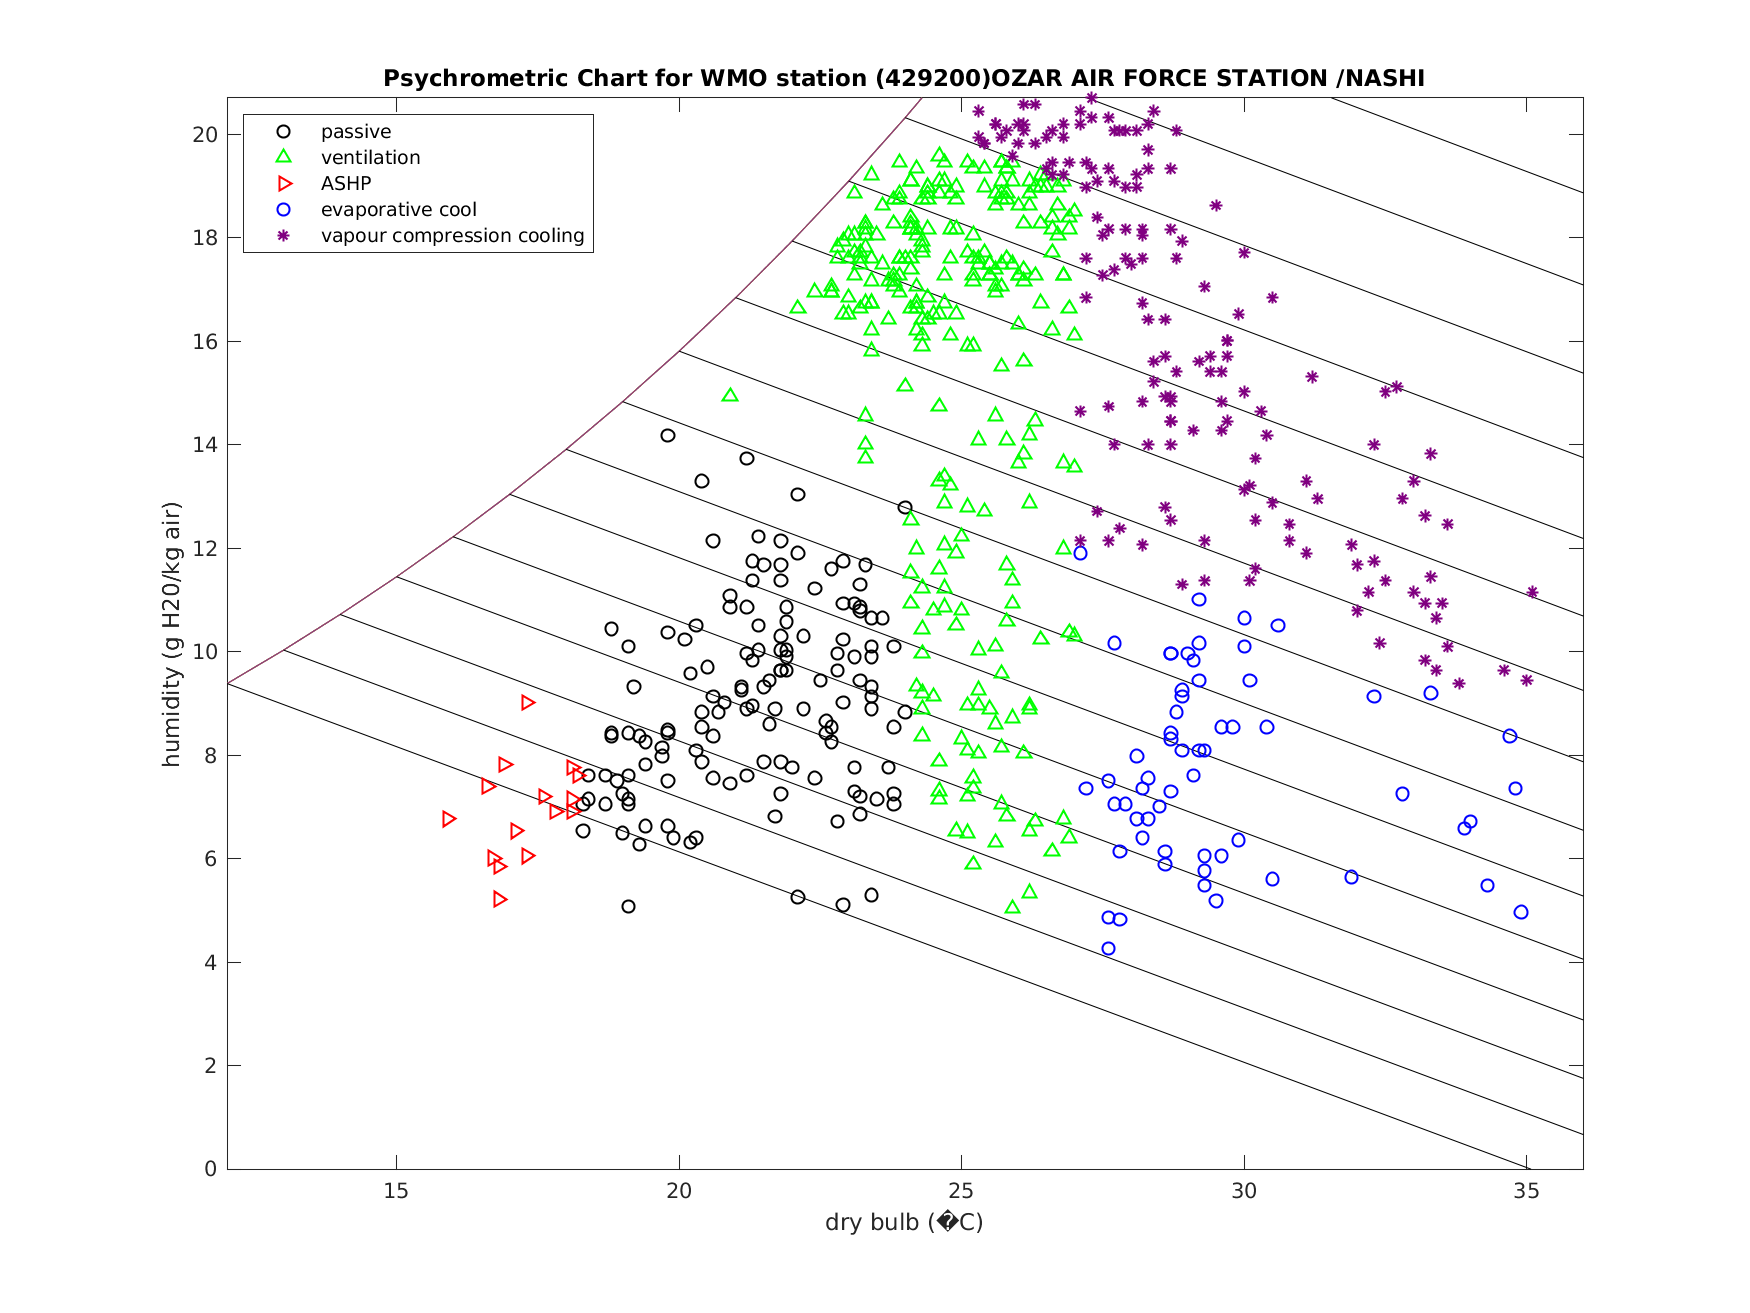 Psychrometric Chart for WMO station (429200)OZAR AIR FORCE STATION /NASHI
passive
ventilation
ASHP
evaporative cool
vapour compression cooling
humidity (g H20/kg air)
20
18
16
14
12
10
8
6
4
2
0
15 20 25 30 35
dry bulb (�C)